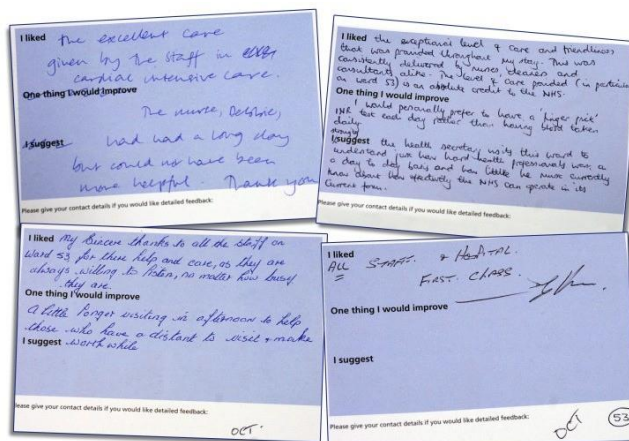 I liked The excellent care
given by the staff in
cardiac intensive care.
One thing I would improve
The nurse, Debbie,
I suggest had had a long day
but could not have been
more helpful. Thank you
Please give your contact details if you would like detailed feedback:
I liked the exceptional level of care and friendliness
that was provided throughout my stay. This was
consistently delivered by nurses, cleaners and
consultants alike. The level of care provided (in particular
on ward 53) is an absolute credit to the NHS.
One thing I would improve
I would personally prefer to have a 'finger prick'
INR test each day rather than having blood taken
daily
I suggest the health secretary visits this ward to
understand just how hard health professionals work on
a day to day basis and how little he must currently
know about how effectively the NHS can operate in its
current form.
Please give your contact details if you would like detailed feedback:
I liked My Sincere thanks to all the staff on
Ward 53 for there help and care, as they are
always willing to listen, no matter how busy
they are.
One thing I would improve
A little longer visiting in afternoon to help
those who have a distant to visit + make
I suggest worth while
Please give your contact details if you would like detailed feedback:
OCT.
I liked
ALL STAFF. & HOSPITAL.
FIRST. CLASS.
One thing I would improve
I suggest
Please give your contact details if you would like detailed feedback:
OCT 53